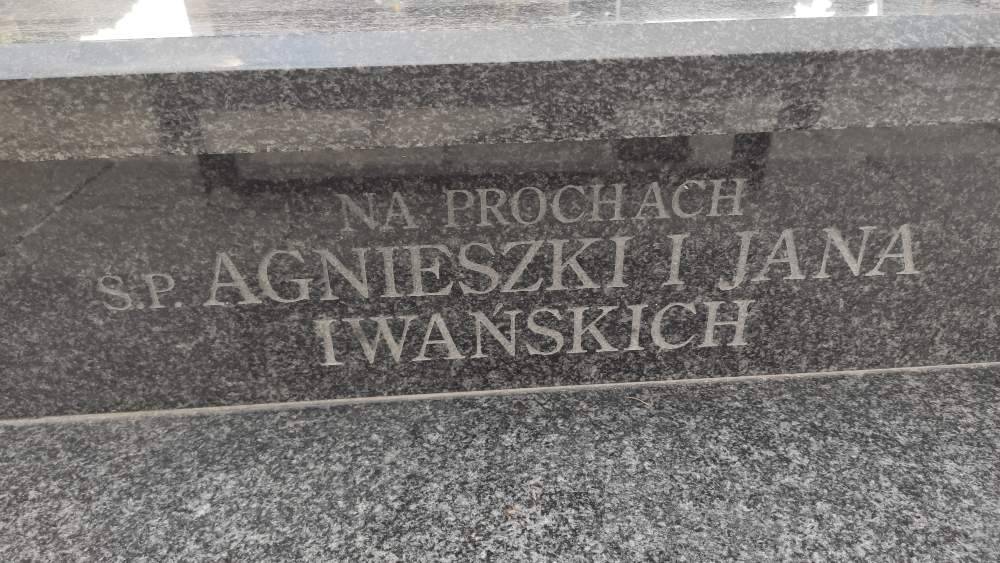 NA PROCHACH
Ś.P. AGNIESZKI I JANA
IWAŃSKICH